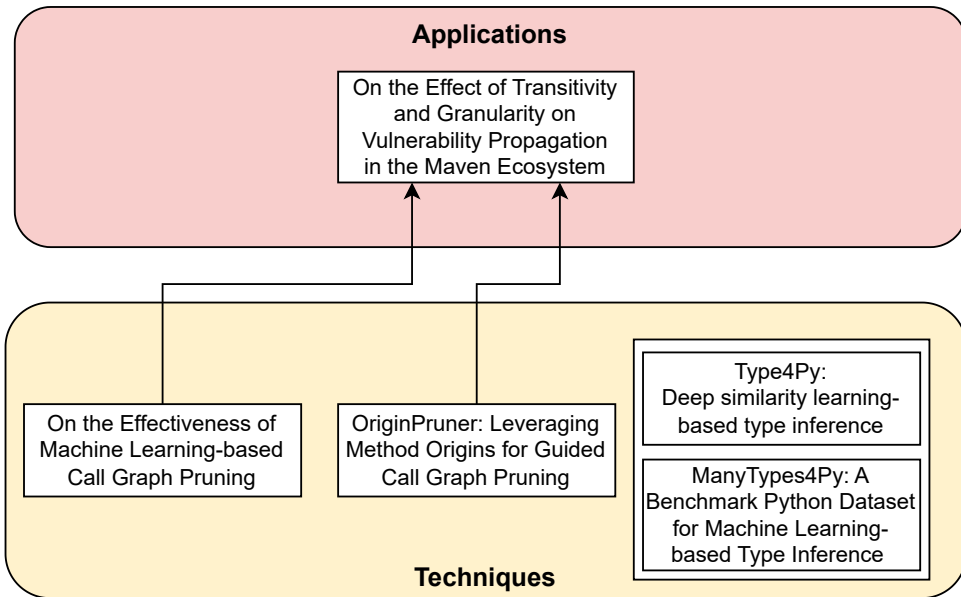 Applications
On the Effect of Transitivity
and Granularity on
Vulnerability Propagation
in the Maven Ecosystem
On the Effectiveness of
Machine Learning-based
Call Graph Pruning
OriginPruner: Leveraging
Method Origins for Guided
Call Graph Pruning
Type4Py:
Deep similarity learning-
based type inference
ManyTypes4Py: A
Benchmark Python Dataset
for Machine Learning-
based Type Inference
Techniques